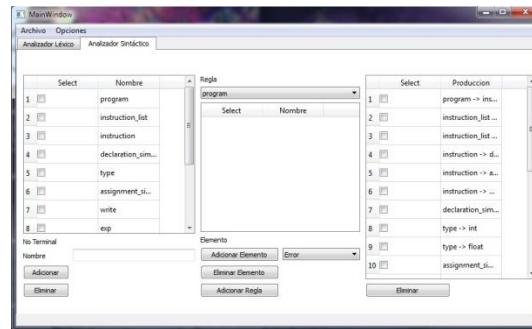 MainWindow
Archivo Opciones
Analizador Léxico Analizador Sintáctico
Select Nombre
1 program
2 instruction_list
3 instruction
4 declaration_sim...
5 type
6 assignment_si...
7 write
8 exp
No Terminal
Nombre
Adicionar
Eliminar
Regla
program
Select Nombre
Elemento
Adicionar Elemento Error
Eliminar Elemento
Adicionar Regla
Select Produccion
1 program -> ins...
2 instruction_list ...
3 instruction_list ...
4 instruction -> d...
5 instruction -> a...
6 instruction -> ...
7 declaration_sim...
8 type -> int
9 type -> float
10 assignment_si...
Eliminar